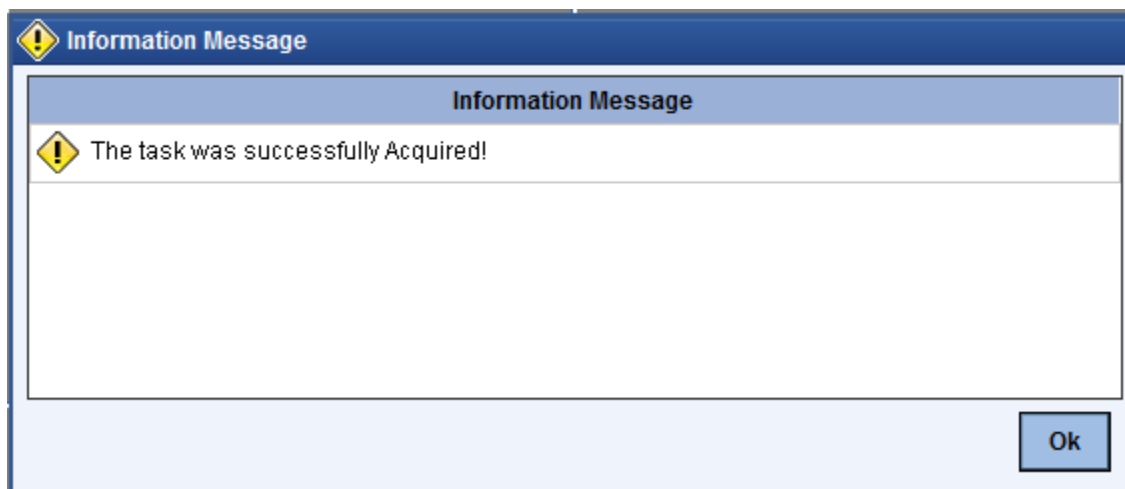 Information Message
Information Message
The task was successfully Acquired!
Ok